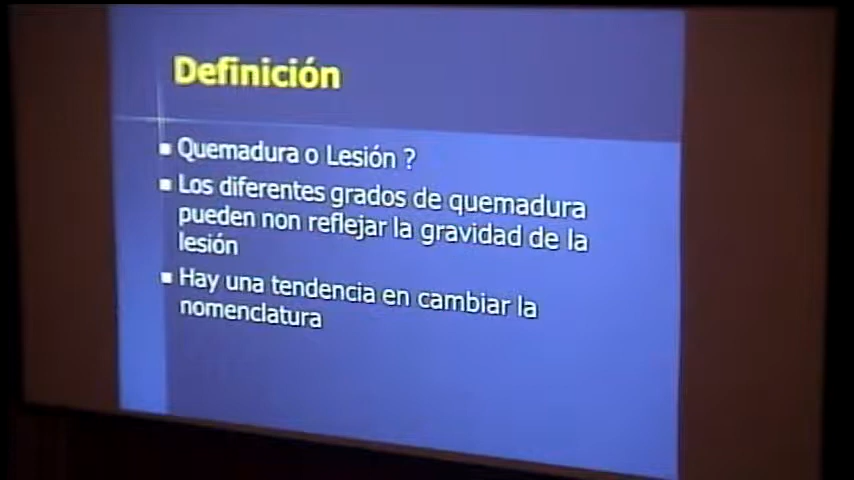 Definición
▪ Quemadura o Lesión ?
▪ Los diferentes grados de quemadura
pueden non reflejar la gravidad de la
lesión
▪ Hay una tendencia en cambiar la
nomenclatura